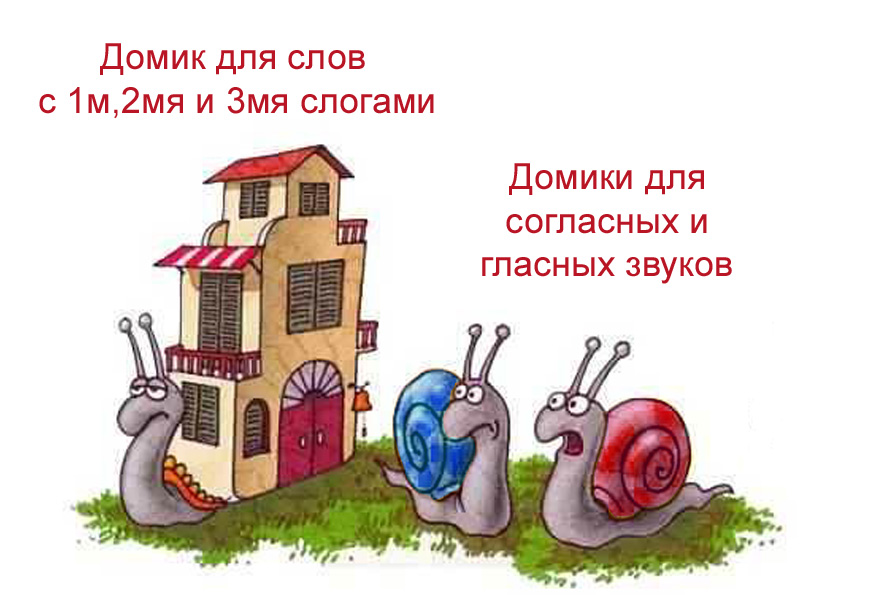 Домик для слов
с 1м,2мя и 3мя слогами
Домики для
согласных и
гласных звуков